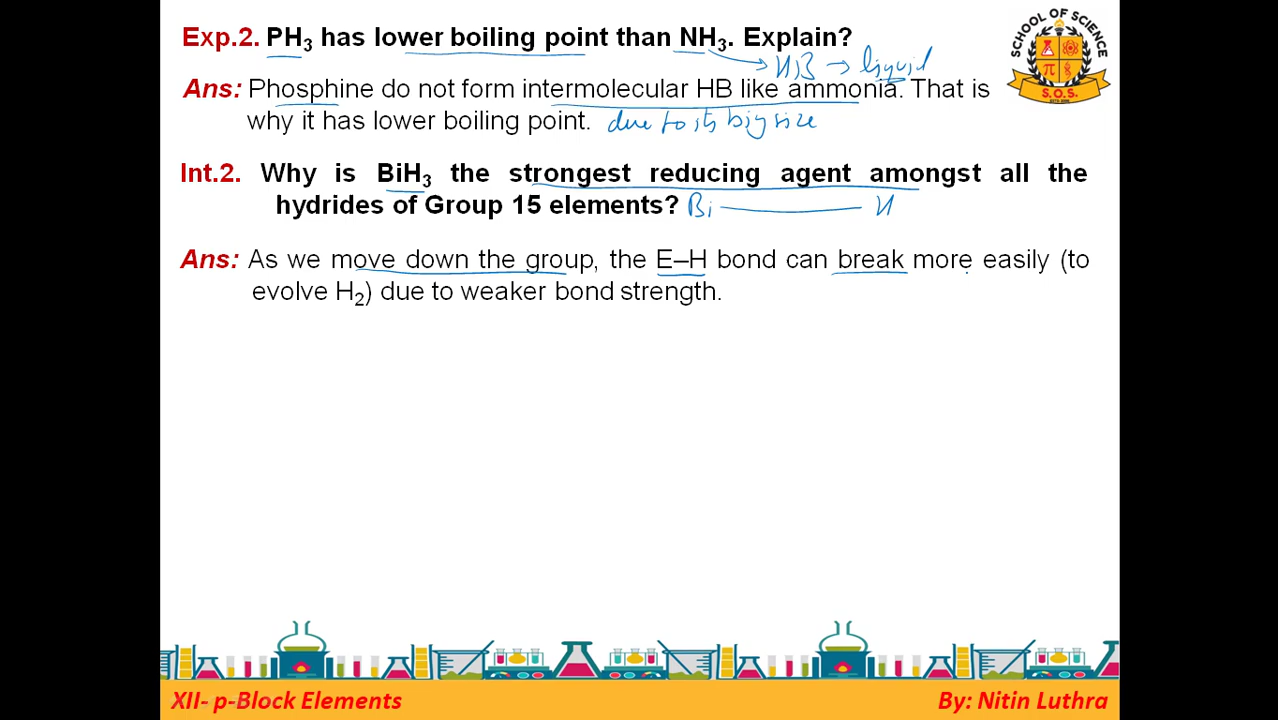 Exp.2. PH₃ has lower boiling point than NH₃. Explain?
HB → liquid
Ans: Phosphine do not form intermolecular HB like ammonia. That is
why it has lower boiling point. due to its big size
Int.2. Why is BiH₃ the strongest reducing agent amongst all the
hydrides of Group 15 elements? Bi — H
Ans: As we move down the group, the E–H bond can break more easily (to
evolve H₂) due to weaker bond strength.
SCHOOL OF SCIENCE
π
S.O.S.
XII- p-Block Elements
By: Nitin Luthra